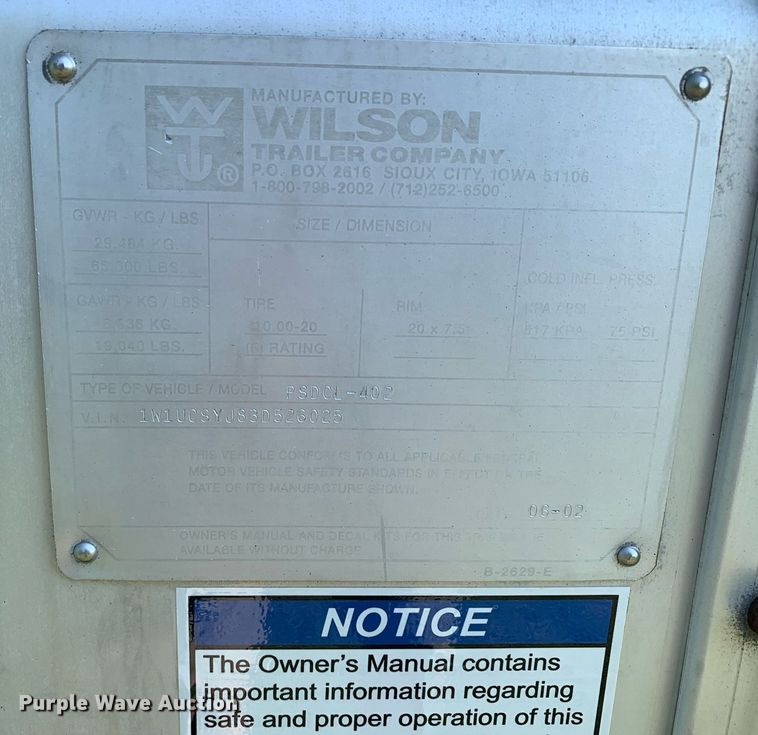 WT
®
MANUFACTURED BY:
WILSON
TRAILER COMPANY
P.O. BOX 2616 SIOUX CITY, IOWA 51106
1-800-798-2002 / (712)252-6500
GVWR - KG / LBS.
SIZE / DIMENSION
29,484 KG.
65,000 LBS.
COLD INFL. PRESS.
GAWR - KG / LBS
TIRE
RIM
KPA / PSI
8,636 KG.
10.00-20
20 x 7.5
517 KPA
75 PSI
19,040 LBS.
RATING
TYPE OF VEHICLE / MODEL PSDCL-402
V.I.N. 1W1UCSYJ83D526025
THIS VEHICLE CONFORMS TO ALL APPLICABLE FEDERAL
MOTOR VEHICLE SAFETY STANDARDS IN EFFECT ON THE
DATE OF ITS MANUFACTURE SHOWN.
06-02
OWNER'S MANUAL AND DECAL KITS FOR THIS
AVAILABLE WITHOUT CHARGE
B-2629-E
NOTICE
The Owner's Manual contains
important information regarding
safe and proper operation of this
Purple Wave Auction